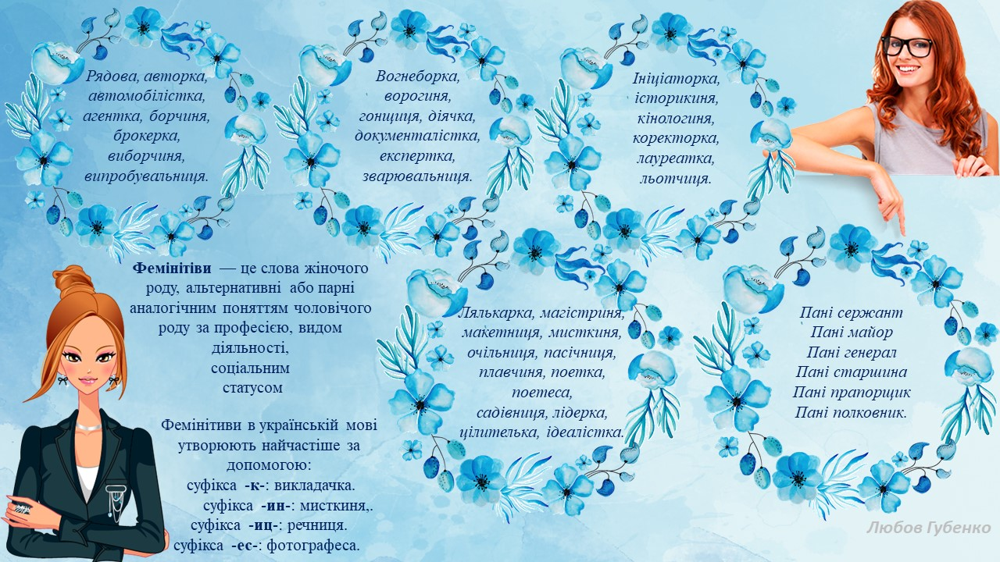 Рядова, авторка,
автомобілістка,
агентка, борчиня,
брокерка,
виборчиня,
випробувальниця.
Вогнеборка,
ворогиня,
гонщиця, діячка,
документалістка,
експертка,
зварювальниця.
Ініціаторка,
історикиня,
кінологиня,
коректорка,
лауреатка,
льотчиця.
Фемінітіви — це слова жіночого
роду, альтернативні або парні
аналогічним поняттям чоловічого
роду за професією, видом
діяльності,
соціальним
статусом
Фемінітиви в українській мові
утворюють найчастіше за
допомогою:
суфікса -к-: викладачка.
суфікса -ин-: мисткиня,.
суфікса -иц-: речниця.
суфікса -ес-: фотографеса.
Лялькарка, магістриня,
макетниця, мисткиня,
очільниця, пасічниця,
плавчиня, поетка,
поетеса,
садівниця, лідерка,
цілителька, ідеалістка.
Пані сержант
Пані майор
Пані генерал
Пані старшина
Пані прапорщик
Пані полковник.
Любов Губенко